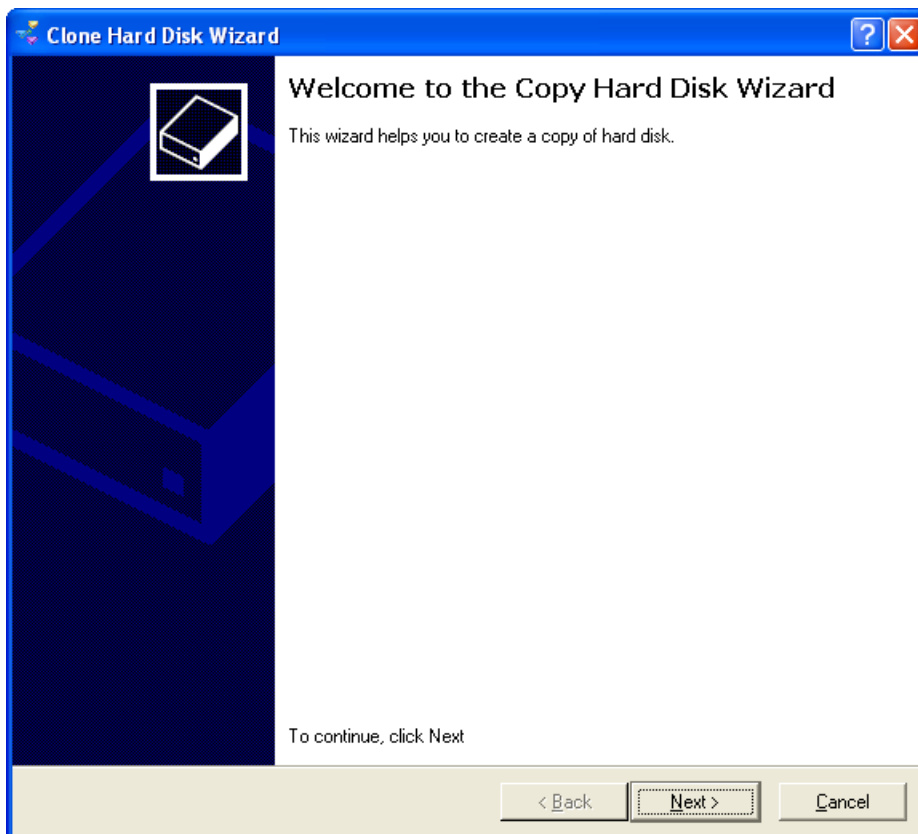 Clone Hard Disk Wizard
Welcome to the Copy Hard Disk Wizard
This wizard helps you to create a copy of hard disk.
To continue, click Next
< Back Next > Cancel